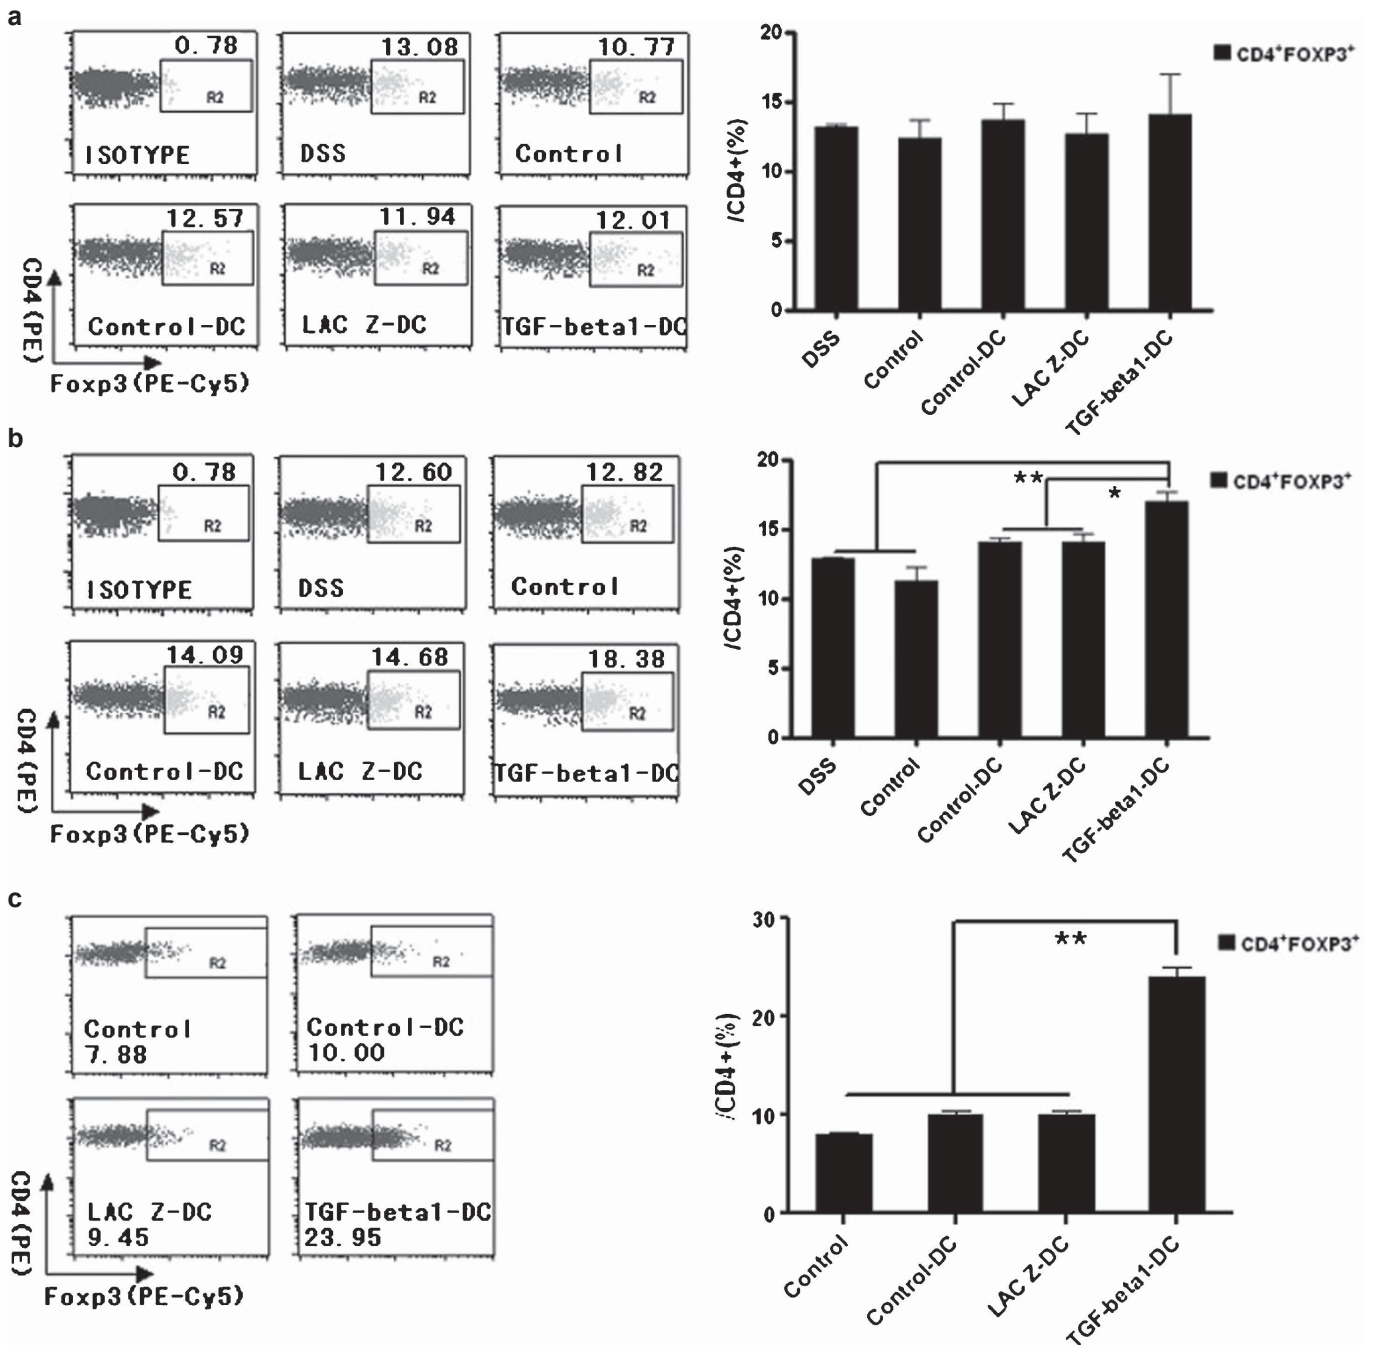 a
0.78
R2
ISOTYPE
13.08
R2
DSS
10.77
R2
Control
12.57
R2
Control-DC
11.94
R2
LAC Z-DC
12.01
R2
TGF-beta1-DC
CD4(PE)
Foxp3(PE-Cy5)
20
15
10
5
0
/CD4+(%)
CD4+FOXP3+
DSS
Control
Control-DC
LAC Z-DC
TGF-beta1-DC
b
0.78
R2
ISOTYPE
12.60
R2
DSS
12.82
R2
Control
14.09
R2
Control-DC
14.68
R2
LAC Z-DC
18.38
R2
TGF-beta1-DC
CD4(PE)
Foxp3(PE-Cy5)
20
15
10
5
0
/CD4+(%)
**
*
CD4+FOXP3+
DSS
Control
Control-DC
LAC Z-DC
TGF-beta1-DC
c
R2
Control
7.88
R2
Control-DC
10.00
R2
LAC Z-DC
9.45
R2
TGF-beta1-DC
23.95
CD4(PE)
Foxp3(PE-Cy5)
30
20
10
0
/CD4+(%)
**
CD4+FOXP3+
Control
Control-DC
LAC Z-DC
TGF-beta1-DC